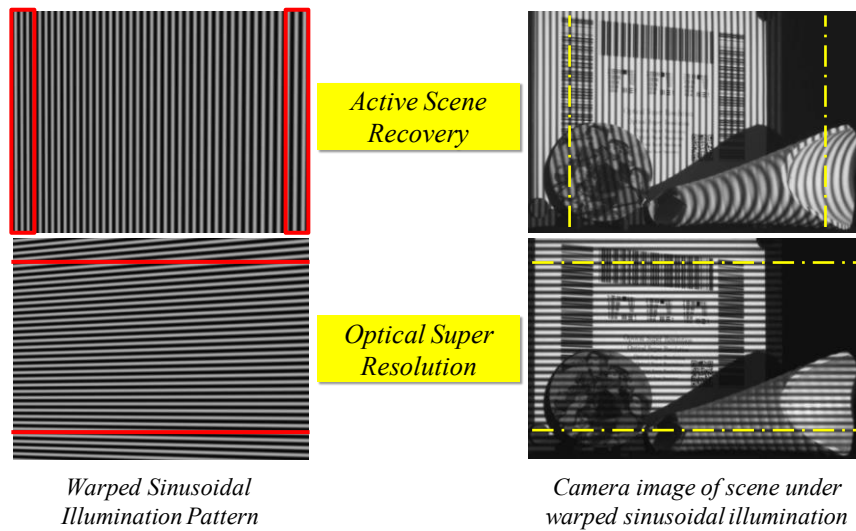 Active Scene
Recovery
Optical Super
Resolution
Warped Sinusoidal
Illumination Pattern
Camera image of scene under
warped sinusoidal illumination